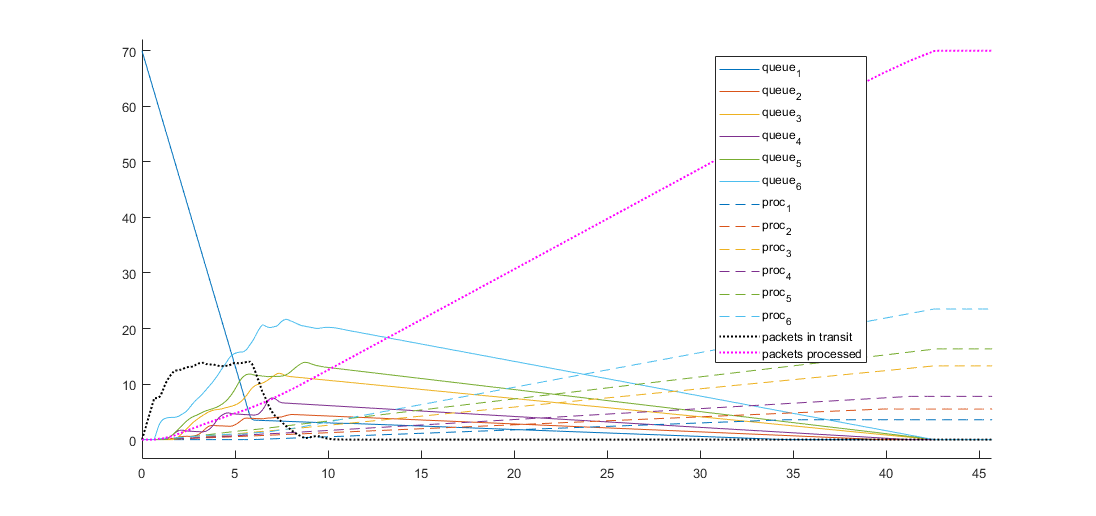 70
60
50
40
30
20
10
0
0 5 10 15 20 25 30 35 40 45
queue1
queue2
queue3
queue4
queue5
queue6
proc1
proc2
proc3
proc4
proc5
proc6
packets in transit
packets processed